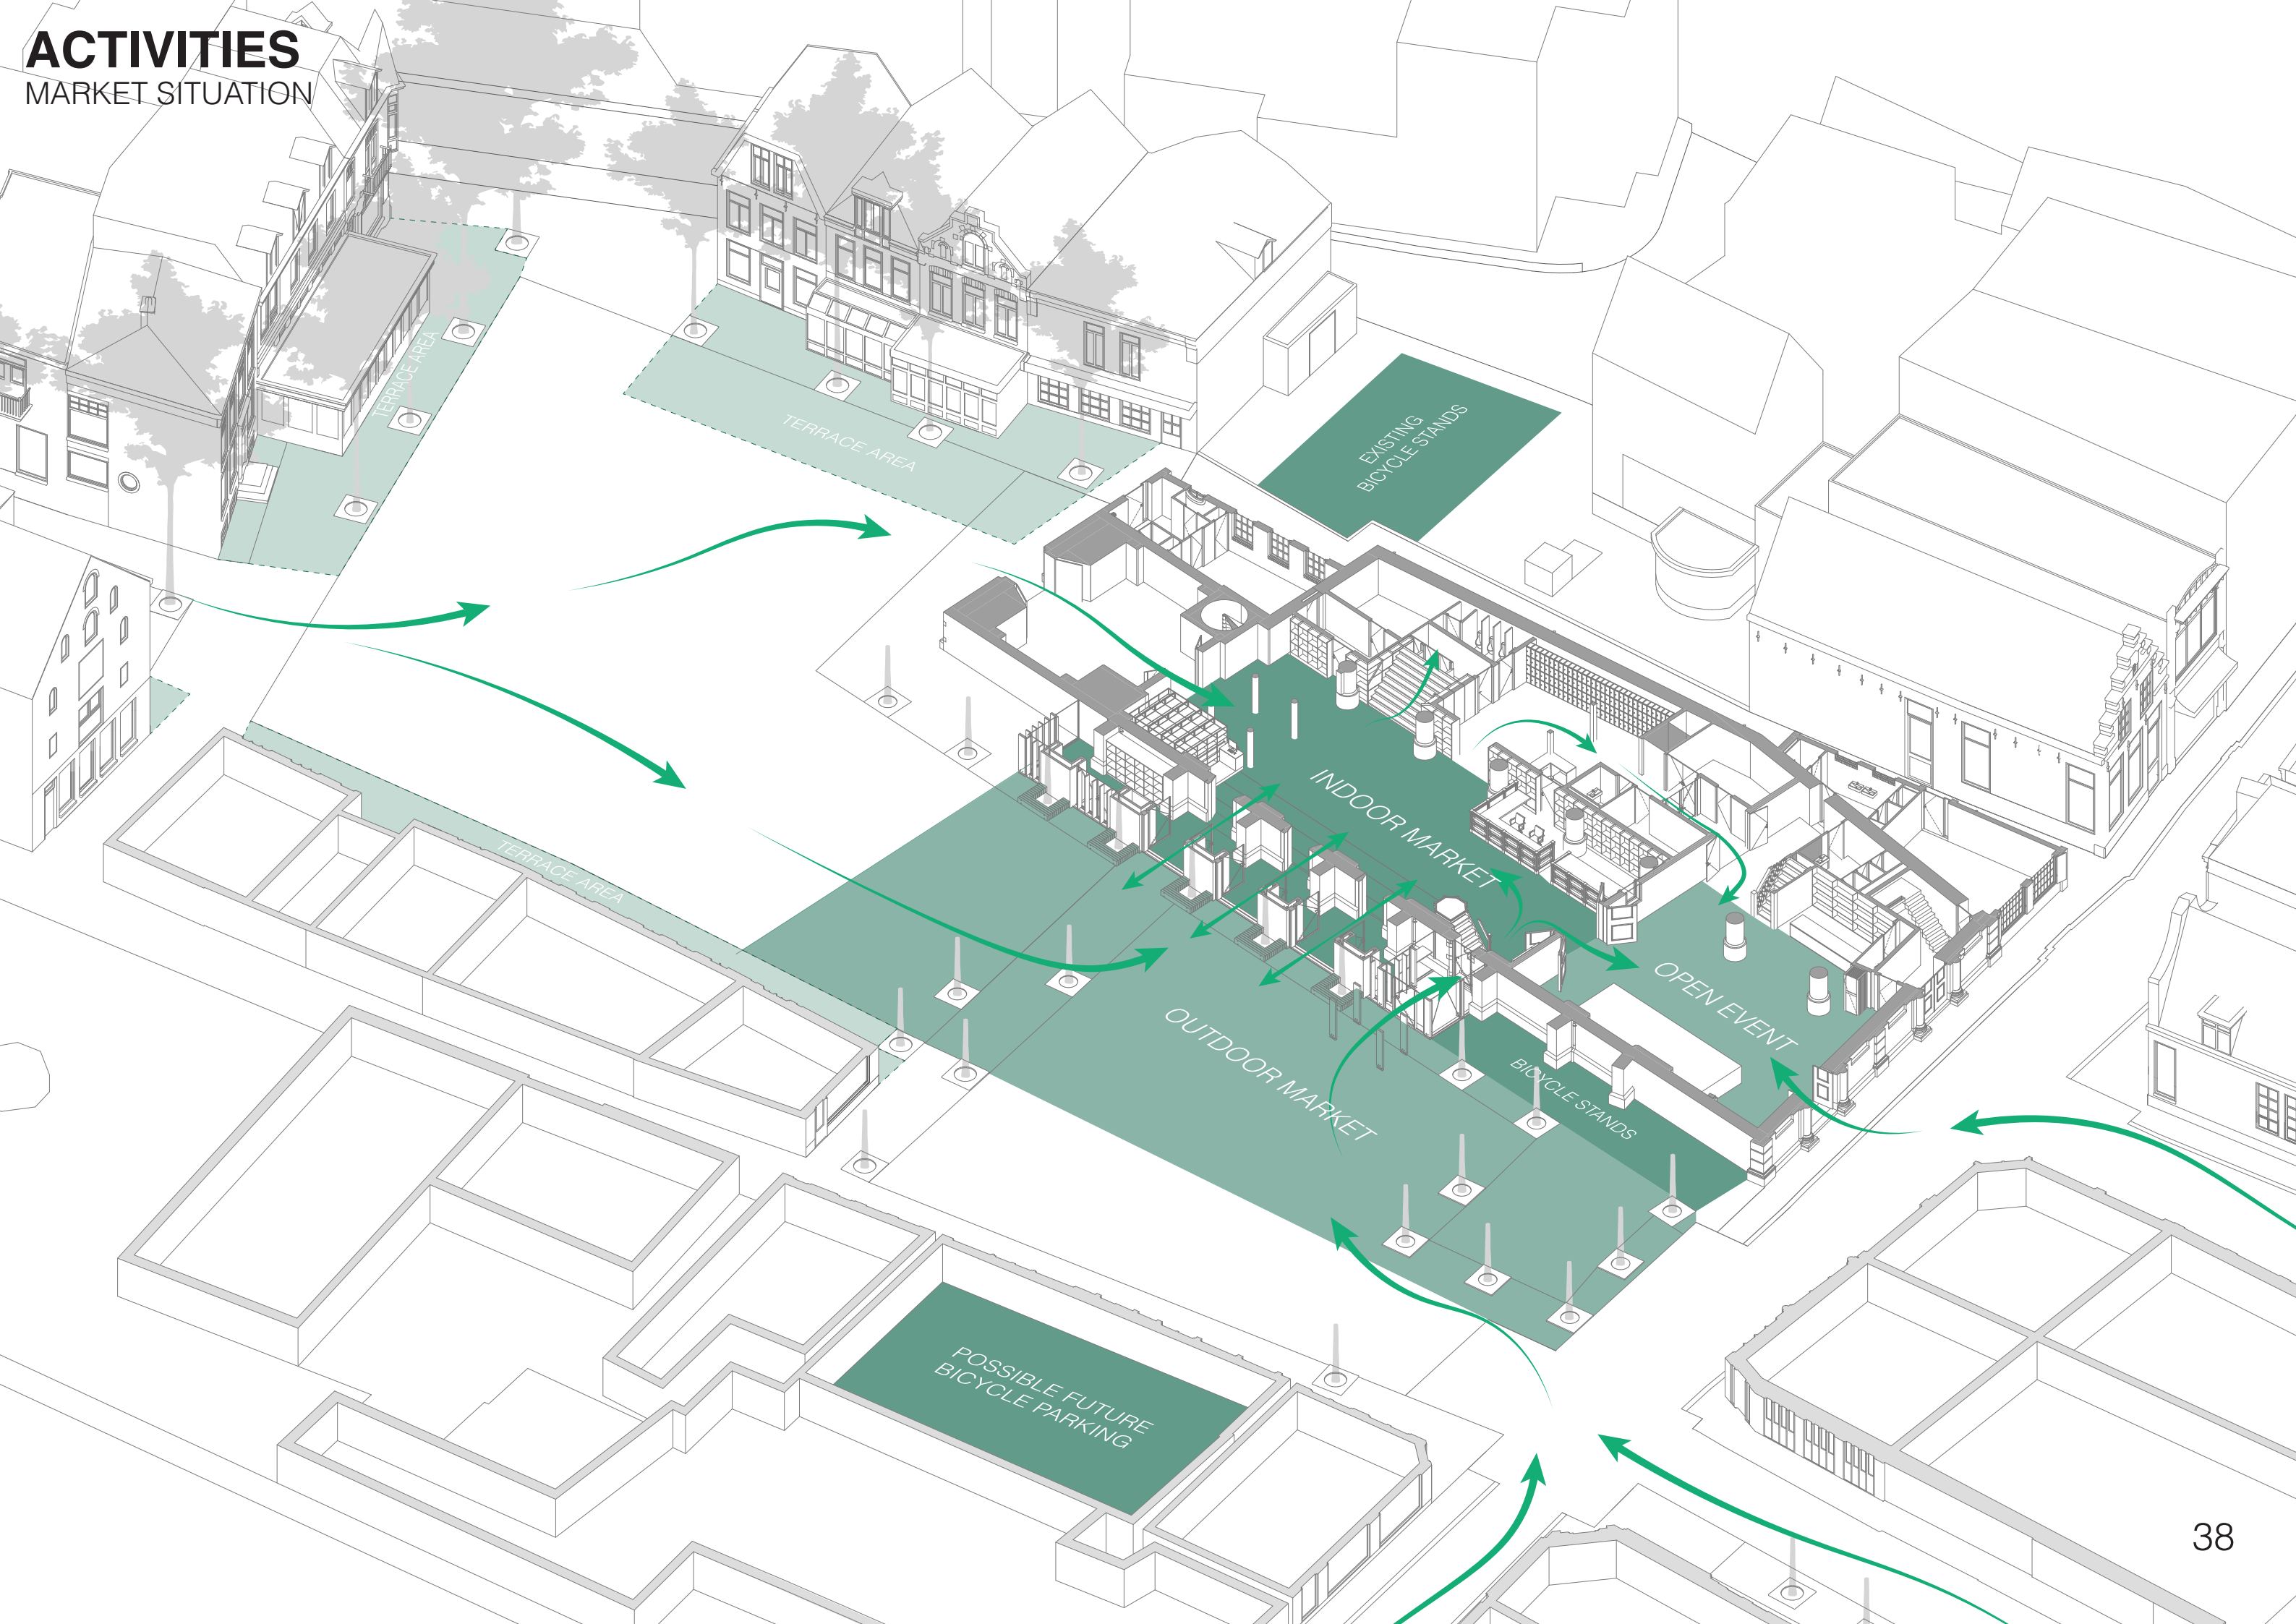 ACTIVITIES
MARKET SITUATION
TERRACE AREA
TERRACE AREA
EXISTING
BICYCLE STANDS
INDOOR MARKET
TERRACE AREA
OPEN EVENT
OUTDOOR MARKET
BICYCLE STANDS
POSSIBLE FUTURE
BICYCLE PARKING
38